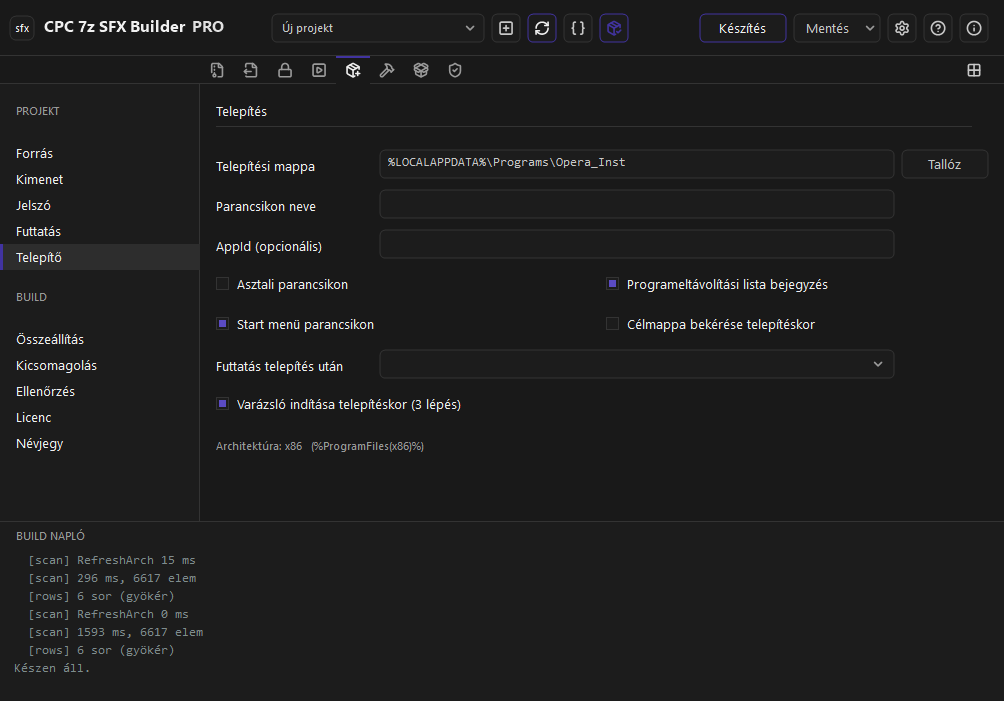 sfx CPC 7z SFX Builder PRO
Új projekt
Készítés
Mentés
PROJEKT
Forrás
Kimenet
Jelszó
Futtatás
Telepítő
BUILD
Összeállítás
Kicsomagolás
Ellenőrzés
Licenc
Névjegy
Telepítés
Telepítési mappa
%LOCALAPPDATA%\Programs\Opera_Inst
Tallóz
Parancsikon neve
AppId (opcionális)
Asztali parancsikon
Programeltávolítási lista bejegyzés
Start menü parancsikon
Célmappa bekérése telepítéskor
Futtatás telepítés után
Varázsló indítása telepítéskor (3 lépés)
Architektúra: x86 (%ProgramFiles(x86)%)
BUILD NAPLÓ
[scan] RefreshArch 15 ms
[scan] 296 ms, 6617 elem
[rows] 6 sor (gyökér)
[scan] RefreshArch 0 ms
[scan] 1593 ms, 6617 elem
[rows] 6 sor (gyökér)
Készen áll.